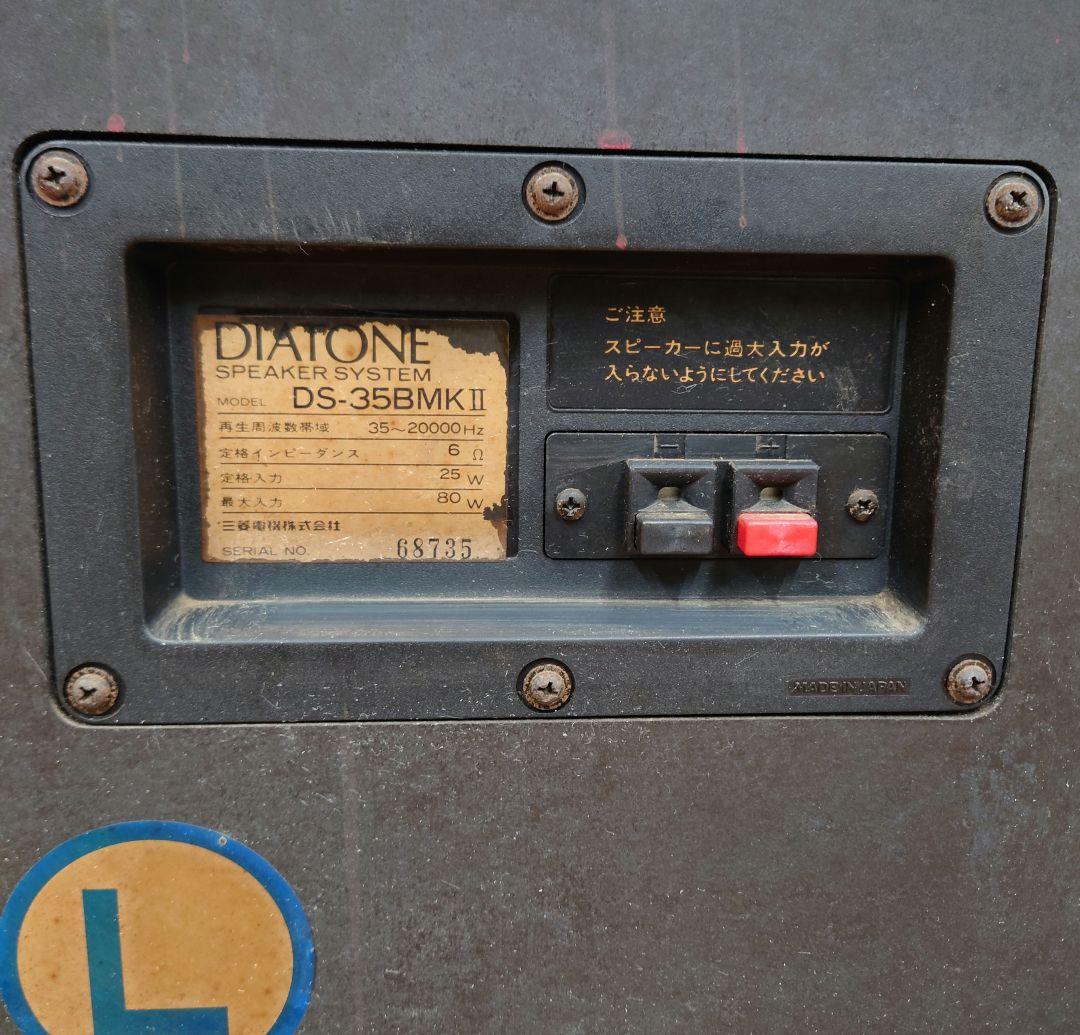 DIATONE
SPEAKER SYSTEM
MODEL DS-35BMKII
再生周波数帯域 35~20000Hz
定格インピーダンス 6 Ω
定格入力 25 W
最大入力 80 W
三菱電機株式会社
SERIAL NO. 68735
ご注意
スピーカーに過大入力が
入らないようにしてください
− +
MADE IN JAPAN
L